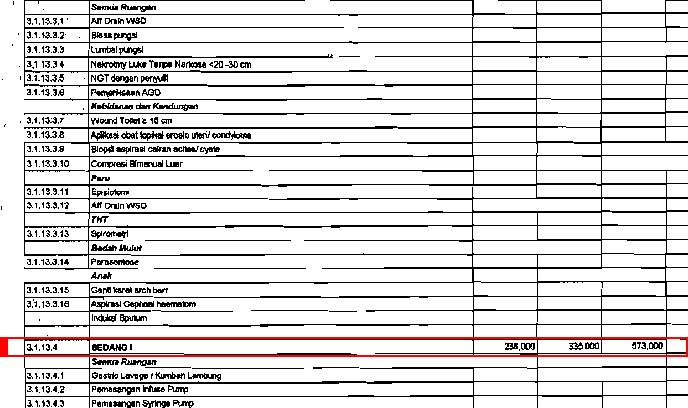 Semua Ruangan
3.1.13.3.1 Aff Drain WSD
3.1.13.3.2 Blaas pungsi
3.1.13.3.3 Lumbal pungsi
3.1.13.3.4 Nekrotmy Luka Tanpa Narkose <20-30 cm
3.1.13.3.5 NGT dengan penyulit
3.1.13.3.6 Pemeriksaan AGD
Kebidanan dan Kandungan
3.1.13.3.7 Wound Toilet ≥ 10 cm
3.1.13.3.8 Aplikasi obat topikal erosio uteri/ condyloma
3.1.13.3.9 Biopsi aspirasi cairan acites/ cyste
3.1.13.3.10 Compresi Bimanual Luar
Paru
3.1.13.3.11 Episiotomi
3.1.13.3.12 Aff Drain WSD
THT
3.1.13.3.13 Spirometri
Bedah Mulut
3.1.13.3.14 Parasentose
Anak
3.1.13.3.15 Ganti karet arch barr
3.1.13.3.16 Aspirasi Cephoal haematom
Induksi Sputum
3.1.13.4 SEDANG I 238,000 335,000 573,000
Semua Ruangan
3.1.13.4.1 Gastric Lavage / Kumbah Lambung
3.1.13.4.2 Pemasangan Infuse Pump
3.1.13.4.3 Pemasangan Syringe Pump